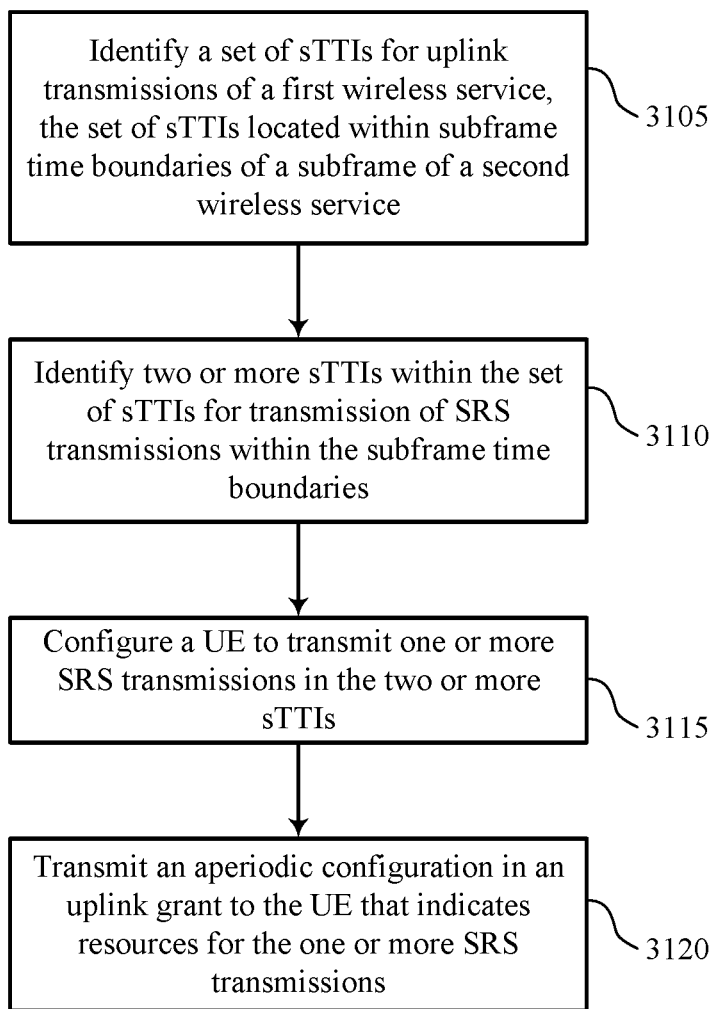 Identify a set of sTTIs for uplink
transmissions of a first wireless service,
the set of sTTIs located within subframe
time boundaries of a subframe of a second
wireless service
3105
Identify two or more sTTIs within the set
of sTTIs for transmission of SRS
transmissions within the subframe time
boundaries
3110
Configure a UE to transmit one or more
SRS transmissions in the two or more
sTTIs
3115
Transmit an aperiodic configuration in an
uplink grant to the UE that indicates
resources for the one or more SRS
transmissions
3120